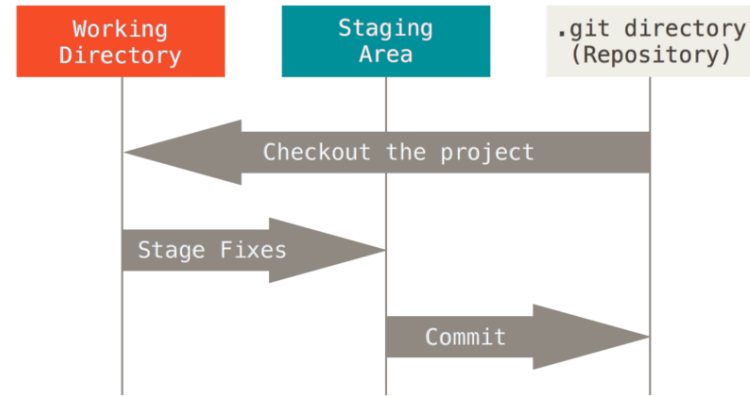 Working
Directory
Staging
Area
.git directory
(Repository)
Checkout the project
Stage Fixes
Commit